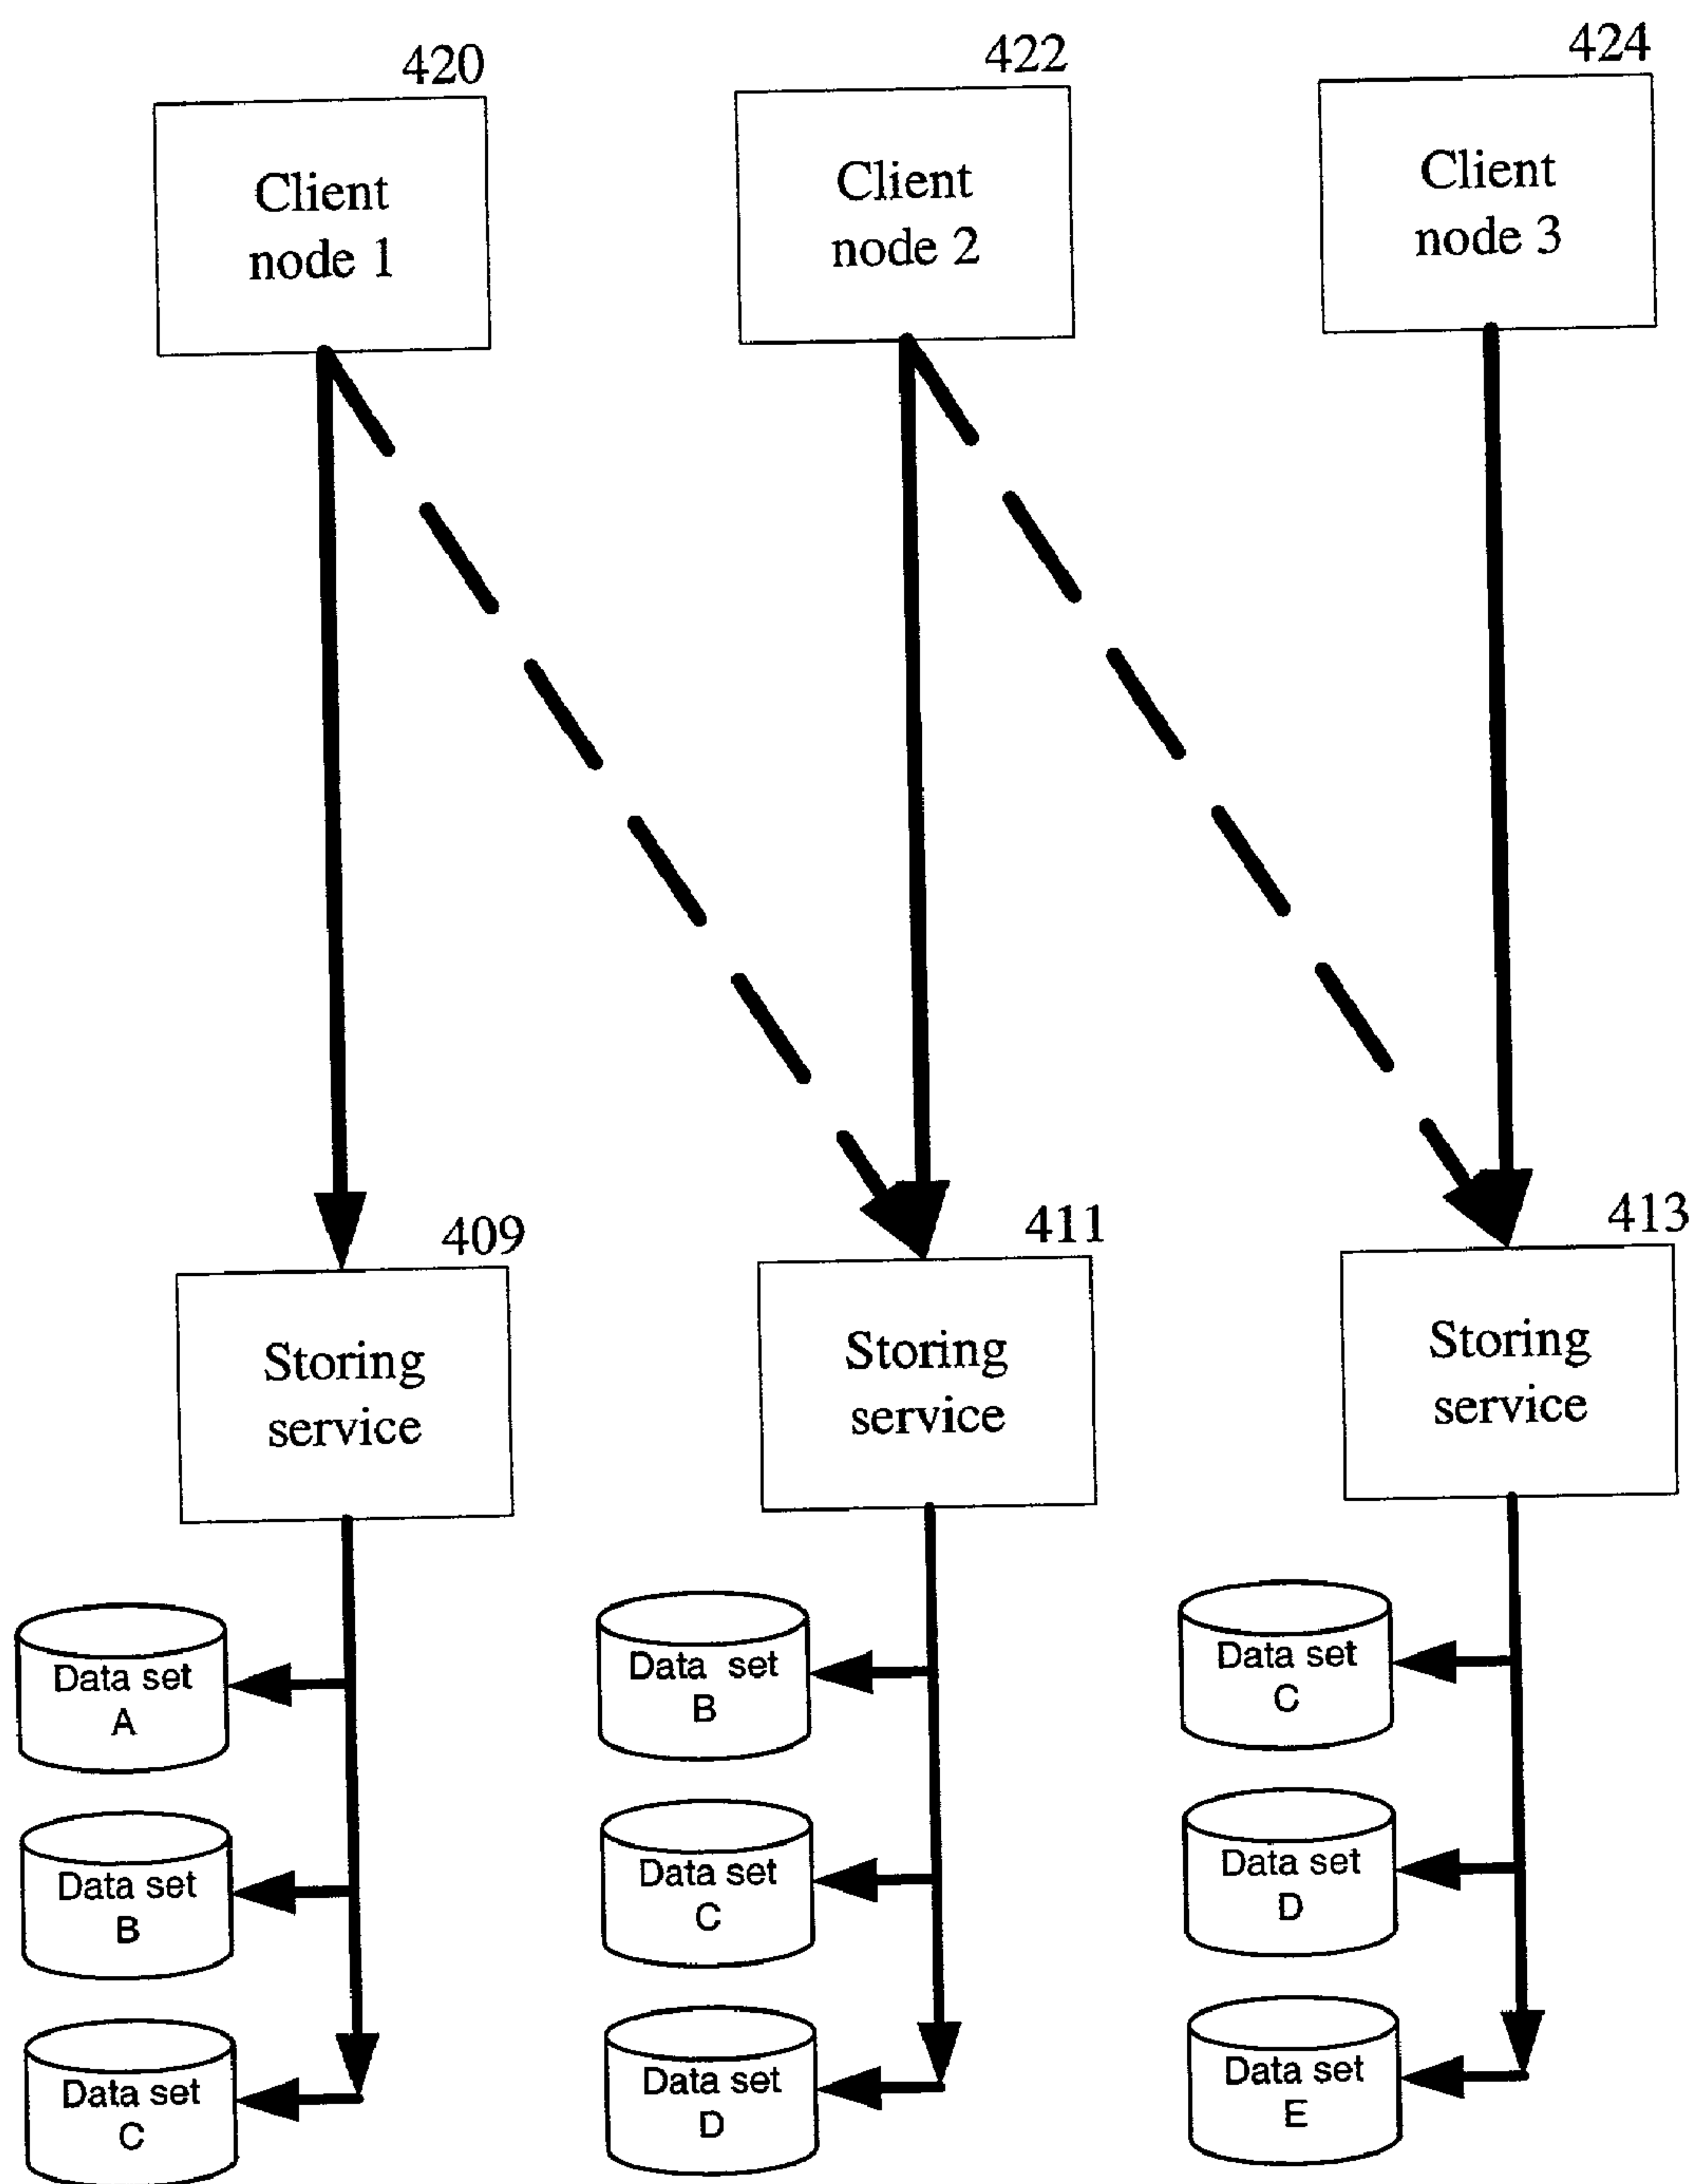 420
422
424
Client
node 1
Client
node 2
Client
node 3
409
411
413
Storing
service
Storing
service
Storing
service
Data set
A
Data set
B
Data set
C
Data set
B
Data set
C
Data set
D
Data set
C
Data set
D
Data set
E